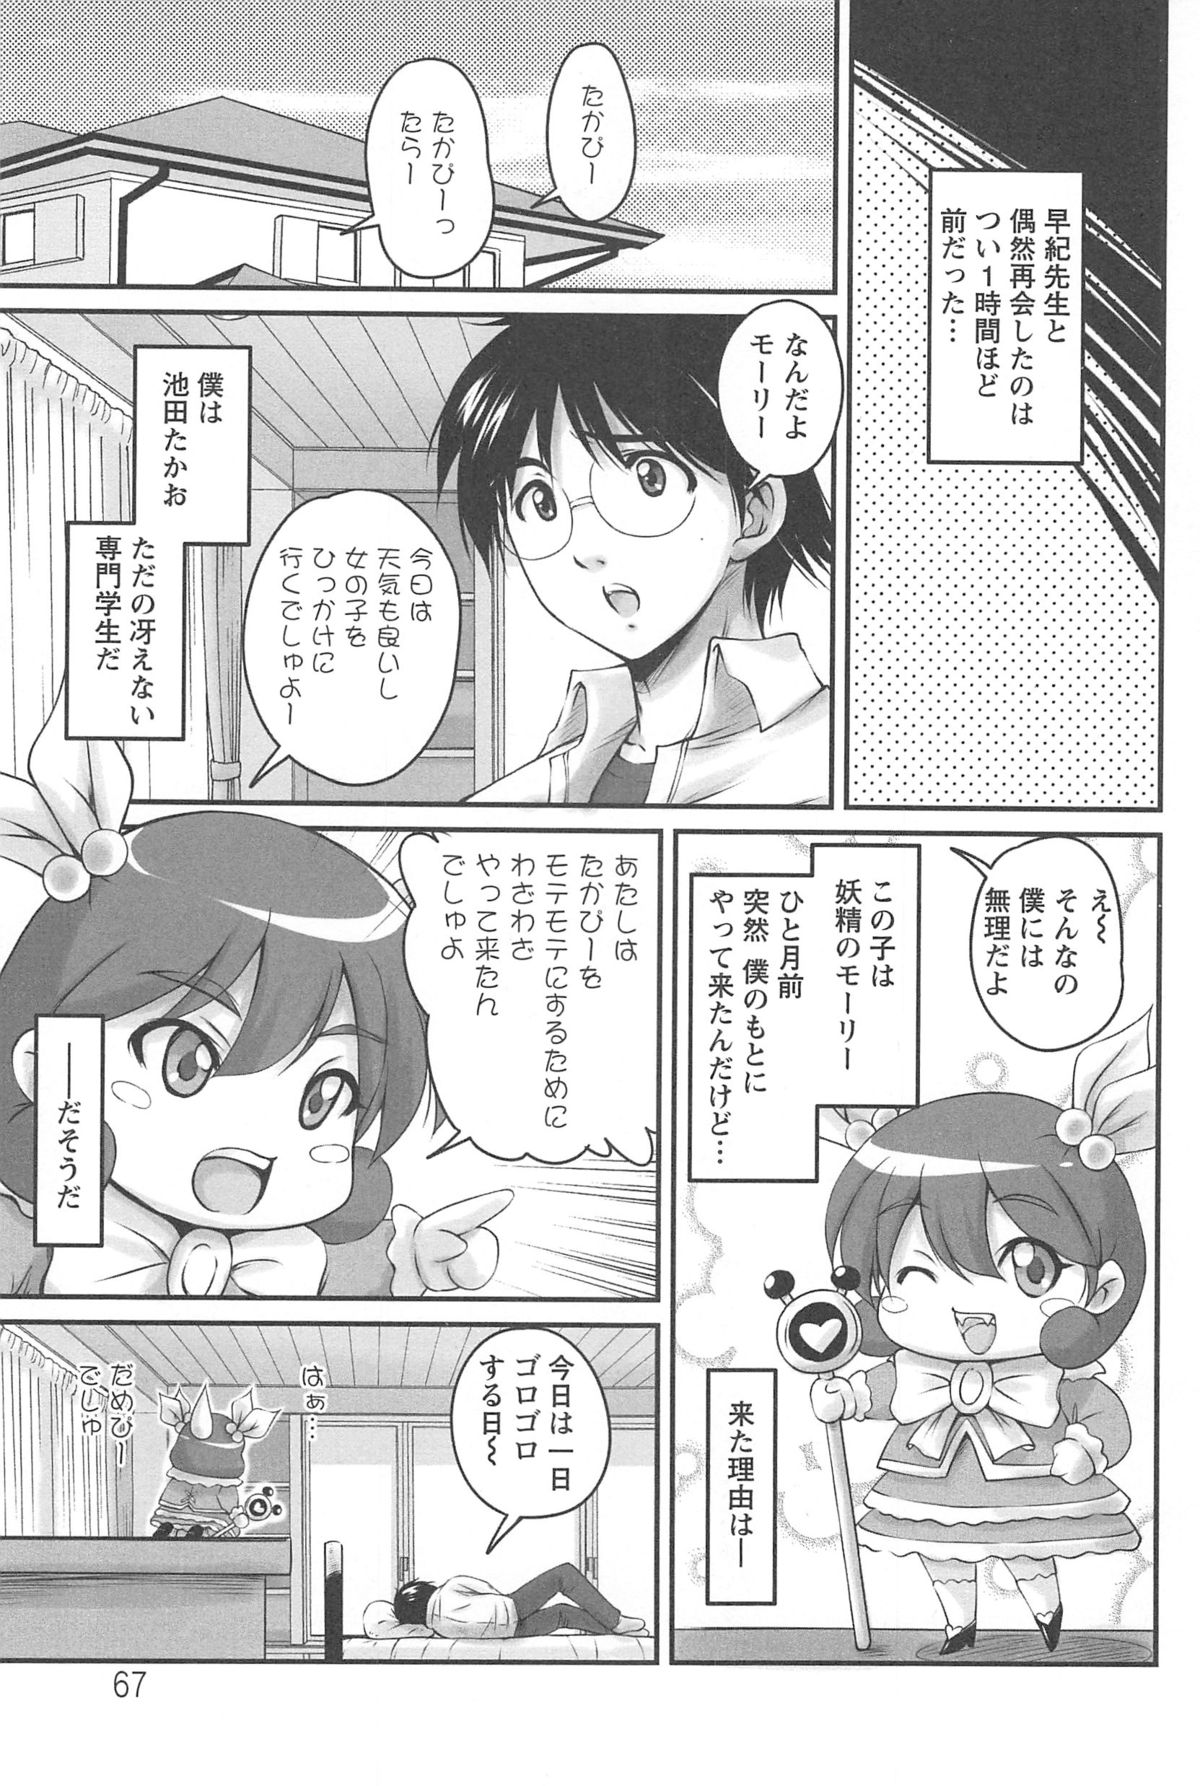 早紀先生と
偶然再会したのは
つい1時間ほど
前だった…
たかぴー
たかぴーっ
たらー
なんだよ
モーリー
今日は
天気も良いし
女の子を
ひっかけに
行くでしゅよー
僕は
池田たかお
ただの冴えない
専門学生だ
え〜
そんなの
僕には
無理だよ
この子は
妖精のモーリー
ひと月前
突然 僕のもとに
やって来たんだけど…
来た理由は―
あたしは
たかぴーを
モテモテにするために
わざわざ
やって来たん
でしゅよ
―だそうだ
今日は一日
ゴロゴロ
する日〜
はぁ…
だめぴー
でしゅ
67